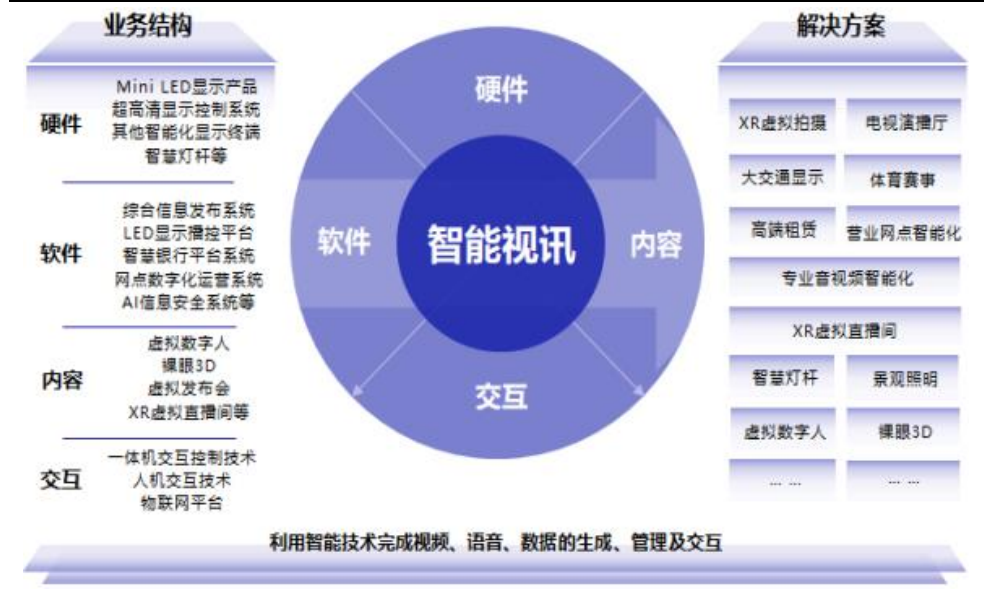 业务结构
硬件
Mini LED显示产品
超高清显示控制系统
其他智能化显示终端
智慧灯杆等
软件
综合信息发布系统
LED显示播控平台
智慧银行平台系统
网点数字化运营系统
AI信息安全系统等
内容
虚拟数字人
裸眼3D
虚拟发布会
XR虚拟直播间等
交互
一体机交互控制技术
人机交互技术
物联网平台
硬件
软件
智能视讯
内容
交互
解决方案
XR虚拟拍摄
电视演播厅
大交通显示
体育赛事
高端租赁
营业网点智能化
专业音视频智能化
XR虚拟直播间
智慧灯杆
景观照明
虚拟数字人
裸眼3D
... ...
... ...
利用智能技术完成视频、语音、数据的生成、管理及交互